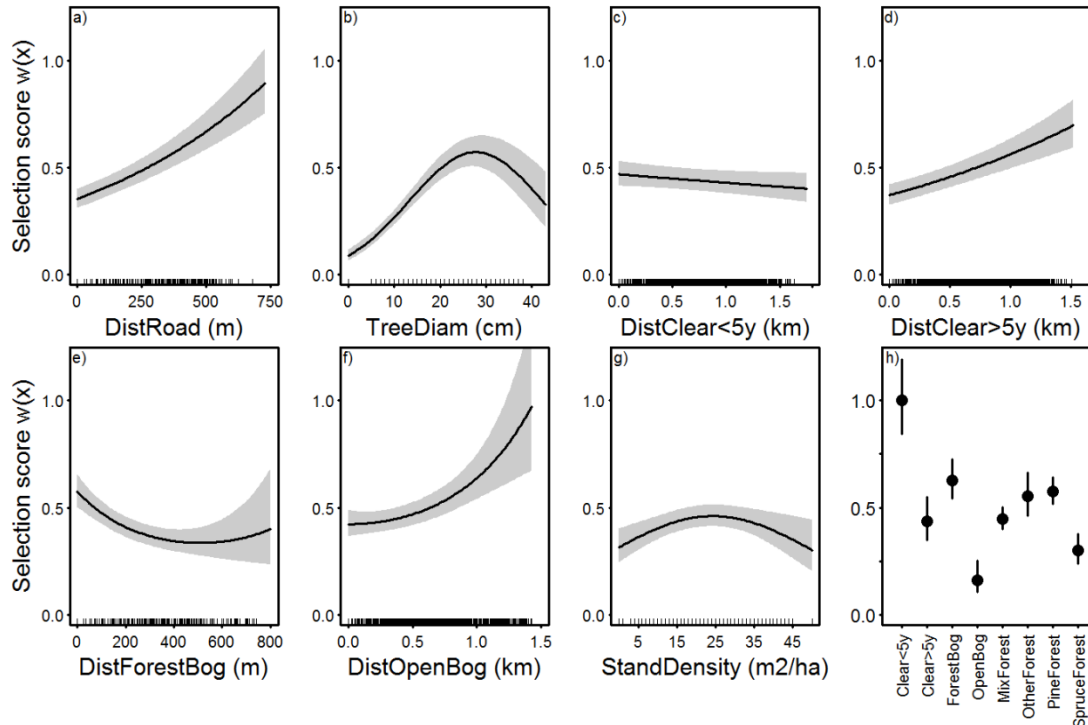 a)
b)
c)
d)
Selection score w(x)
1.0
0.5
0.0
1.0
0.5
0.0
1.0
0.5
0.0
1.0
0.5
0.0
0 250 500 750
0 10 20 30 40
0.0 0.5 1.0 1.5
0.0 0.5 1.0 1.5
DistRoad (m)
TreeDiam (cm)
DistClear<5y (km)
DistClear>5y (km)
e)
f)
g)
h)
Selection score w(x)
1.0
0.5
0.0
1.0
0.5
0.0
1.0
0.5
0.0
1.0
0.5
0.0
0 200 400 600 800
0.0 0.5 1.0 1.5
5 15 25 35 45
DistForestBog (m)
DistOpenBog (km)
StandDensity (m2/ha)
Clear<5y
Clear>5y
ForestBog
OpenBog
MixForest
OtherForest
PineForest
SpruceForest